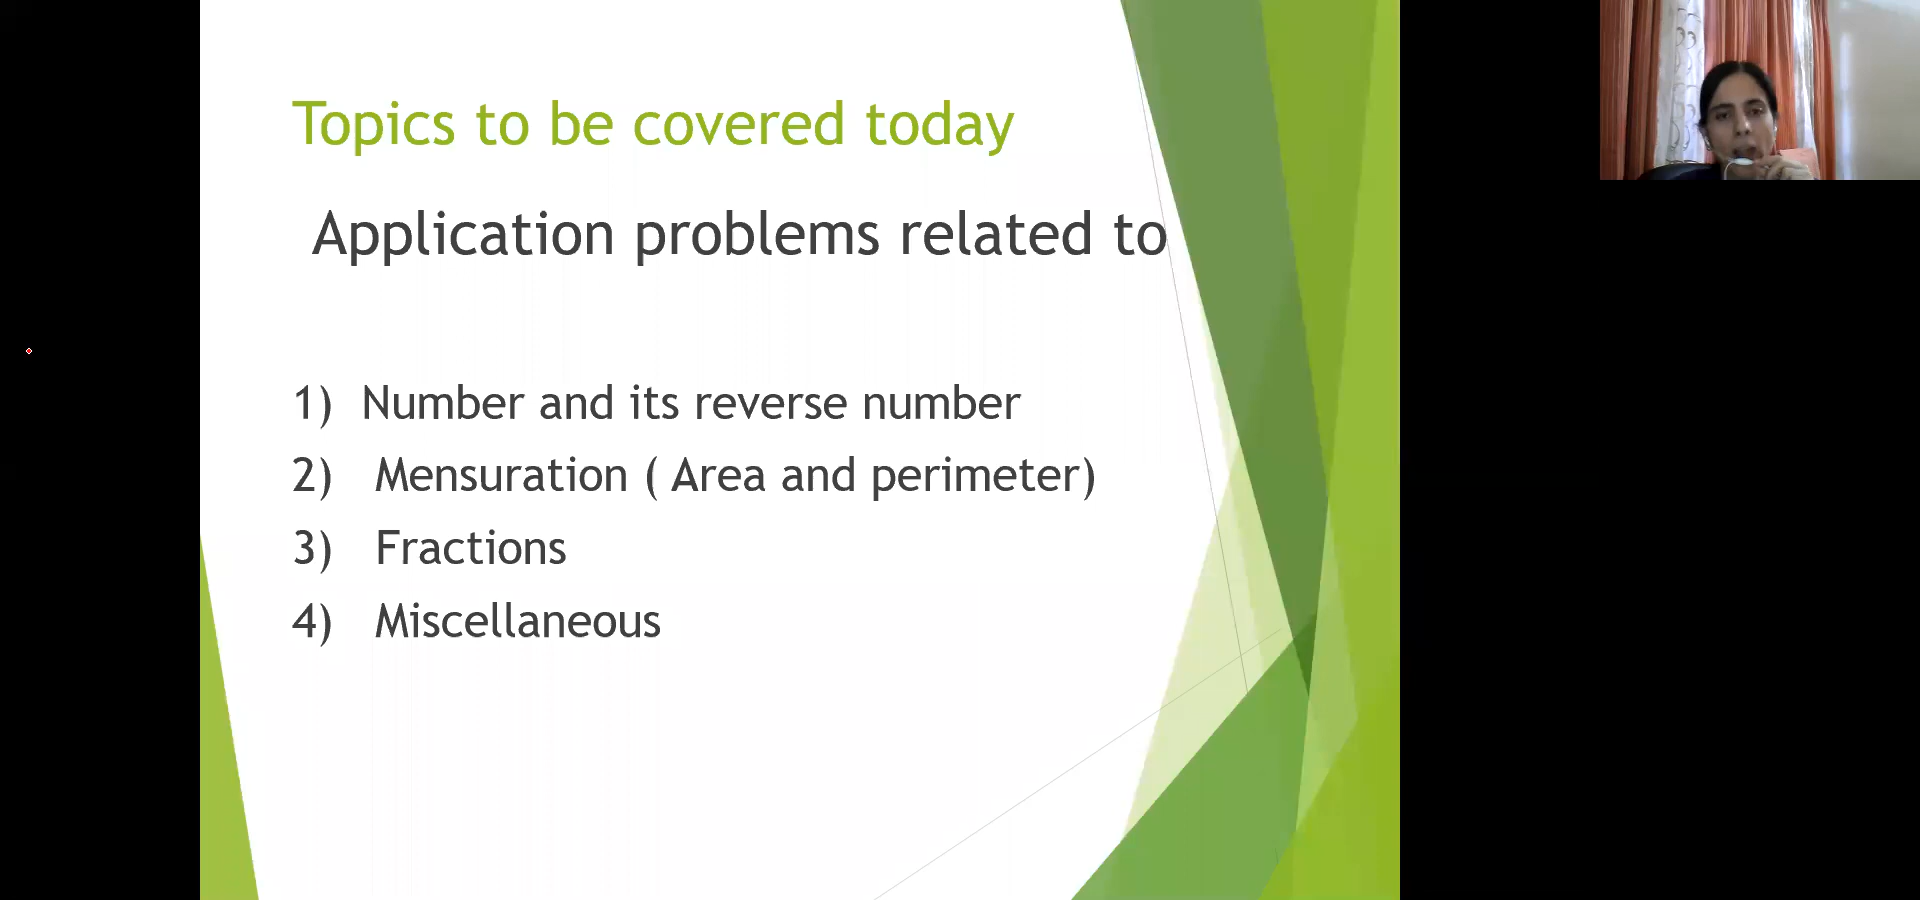 Topics to be covered today
Application problems related to
1) Number and its reverse number
2) Mensuration ( Area and perimeter)
3) Fractions
4) Miscellaneous